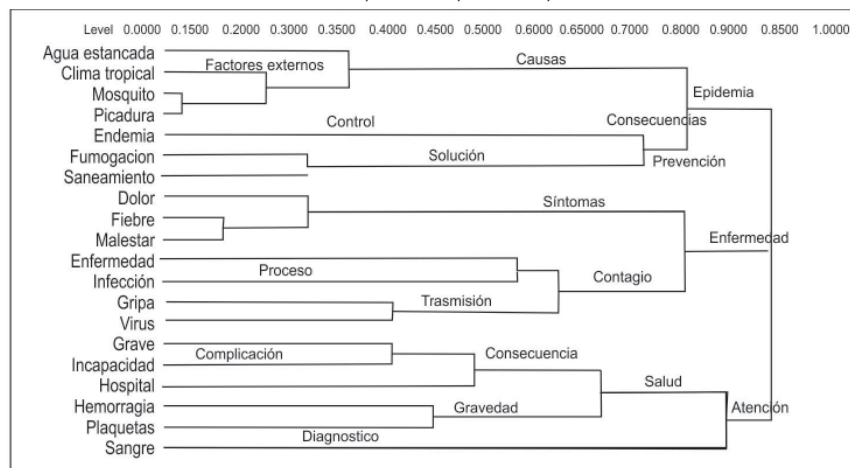 Level 0.0000 0.1500 0.2000 0.3000 0.4000 0.4500 0.5000 0.6000 0.65000 0.7000 0.8000 0.9000 0.8500 1.0000
Agua estancada
Causas
Factores externos
Clima tropical
Mosquito
Epidemia
Picadura
Control
Consecuencias
Endemia
Fumogacion
Solución
Prevención
Saneamiento
Dolor
Síntomas
Fiebre
Malestar
Enfermedad
Enfermedad
Proceso
Contagio
Infección
Gripa
Trasmisión
Virus
Grave
Complicación
Consecuencia
Incapacidad
Hospital
Salud
Hemorragia
Gravedad
Atención
Plaquetas
Diagnostico
Sangre